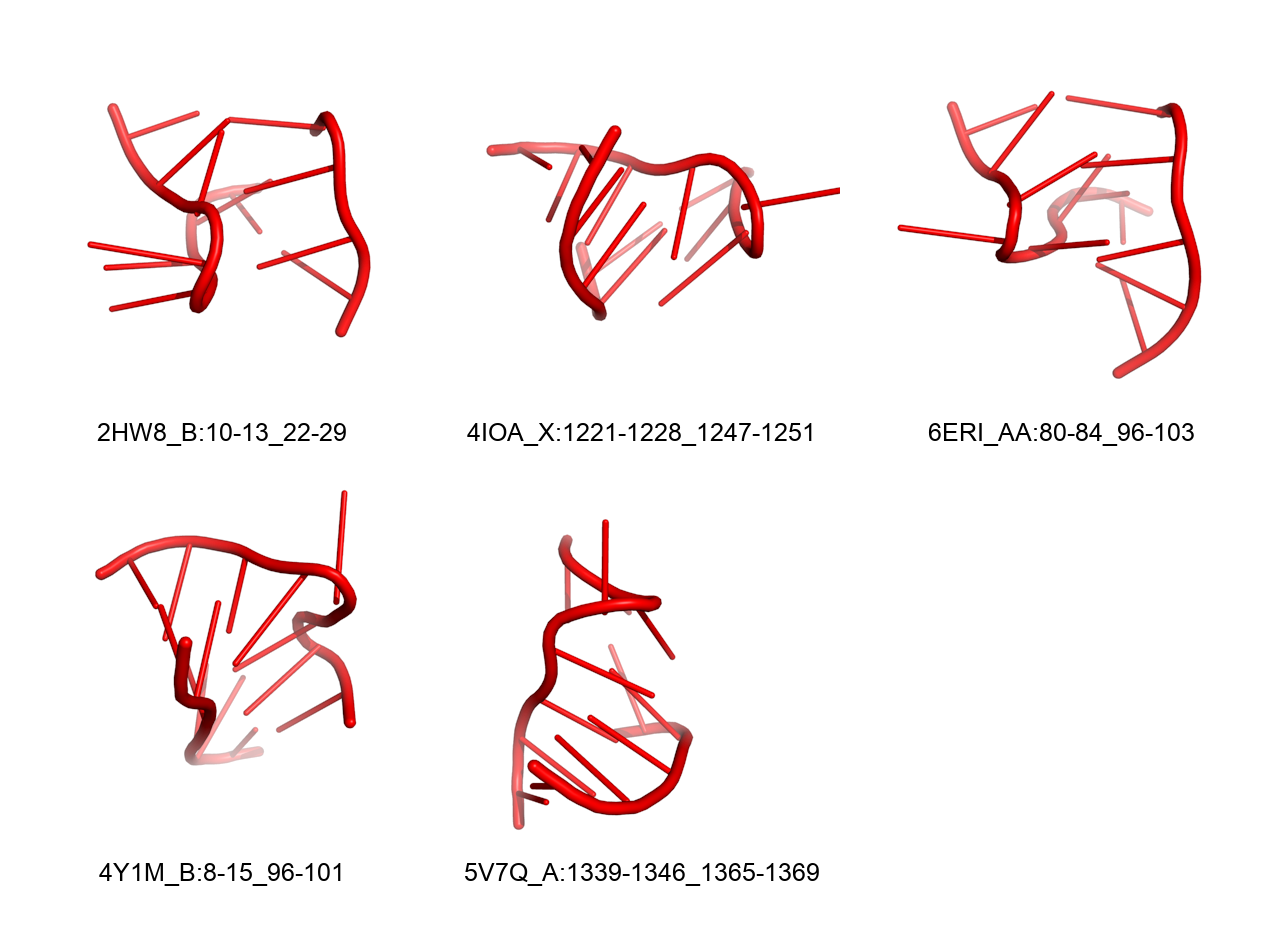 2HW8_B:10-13_22-29
4IOA_X:1221-1228_1247-1251
6ERI_AA:80-84_96-103
4Y1M_B:8-15_96-101
5V7Q_A:1339-1346_1365-1369